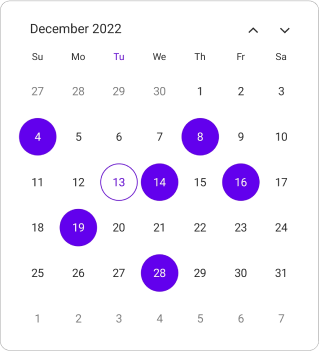 December 2022
Su Mo Tu We Th Fr Sa
27 28 29 30 1 2 3
4 5 6 7 8 9 10
11 12 13 14 15 16 17
18 19 20 21 22 23 24
25 26 27 28 29 30 31
1 2 3 4 5 6 7